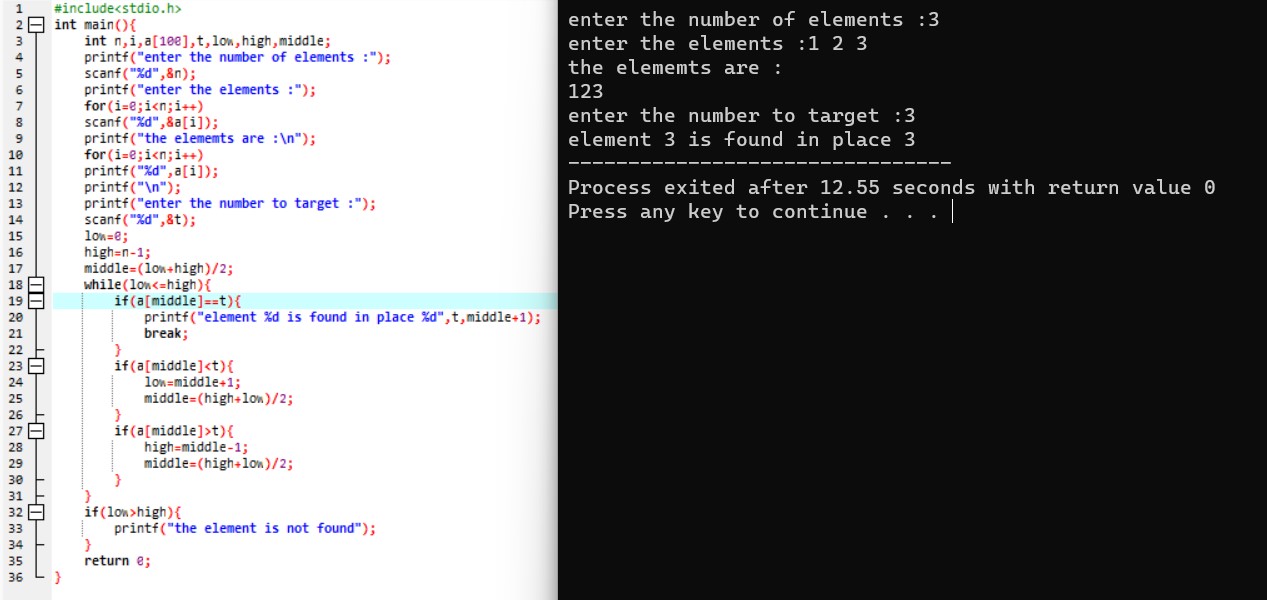 1 #include<stdio.h>
2 int main(){
3 int n,i,a[100],t,low,high,middle;
4 printf("enter the number of elements :");
5 scanf("%d",&n);
6 printf("enter the elements :");
7 for(i=0;i<n;i++)
8 scanf("%d",&a[i]);
9 printf("the elememts are :\n");
10 for(i=0;i<n;i++)
11 printf("%d",a[i]);
12 printf("\n");
13 printf("enter the number to target :");
14 scanf("%d",&t);
15 low=0;
16 high=n-1;
17 middle=(low+high)/2;
18 while(low<=high){
19 if(a[middle]==t){
20 printf("element %d is found in place %d",t,middle+1);
21 break;
22 }
23 if(a[middle]<t){
24 low=middle+1;
25 middle=(high+low)/2;
26 }
27 if(a[middle]>t){
28 high=middle-1;
29 middle=(high+low)/2;
30 }
31 }
32 if(low>high){
33 printf("the element is not found");
34 }
35 return 0;
36 }
enter the number of elements :3
enter the elements :1 2 3
the elememts are :
123
enter the number to target :3
element 3 is found in place 3
--------------------------------
Process exited after 12.55 seconds with return value 0
Press any key to continue . . .